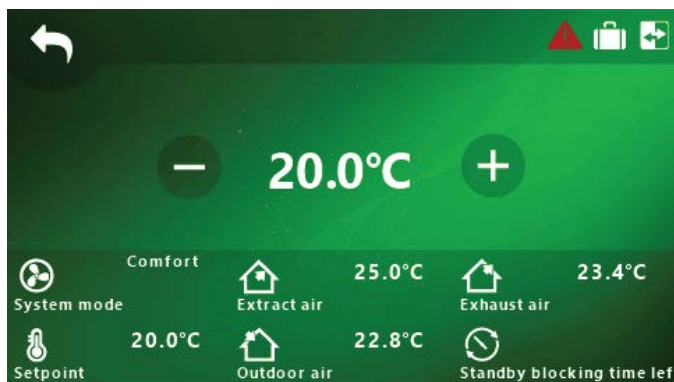 20.0°C
Comfort
System mode
25.0°C
Extract air
23.4°C
Exhaust air
20.0°C
Setpoint
22.8°C
Outdoor air
Standby blocking time lef